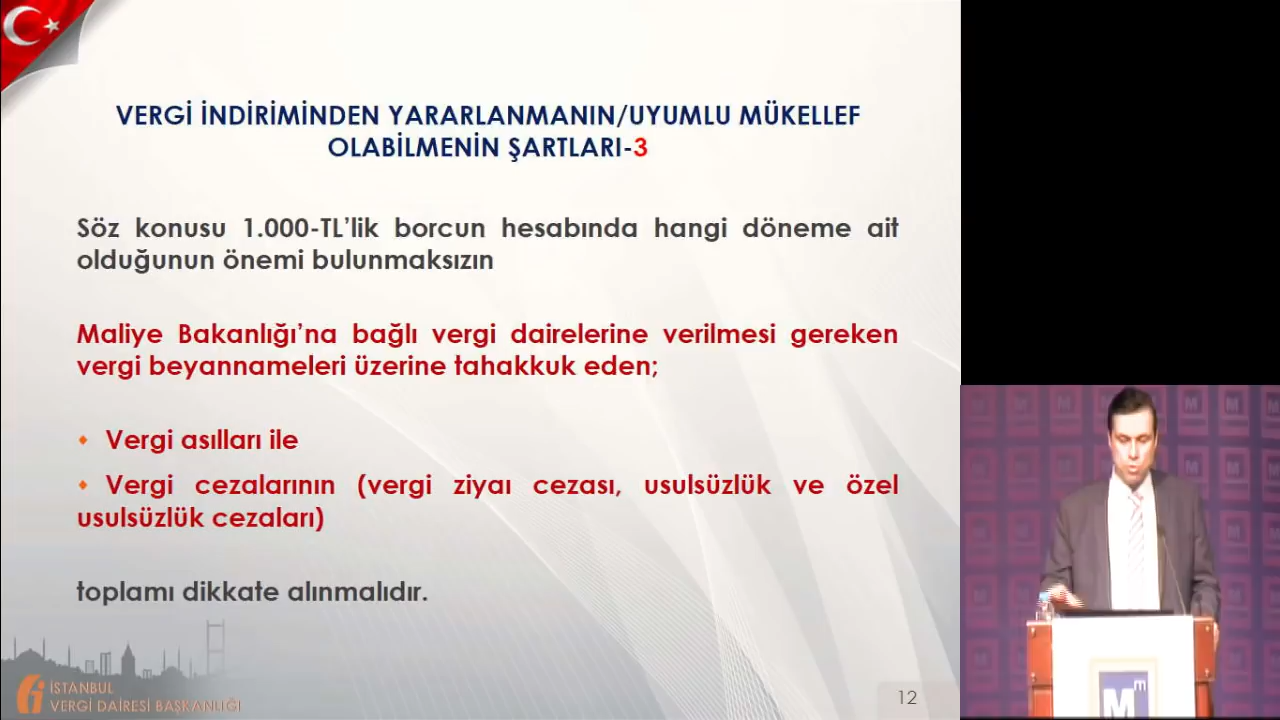 VERGİ İNDİRİMİNDEN YARARLANMANIN/UYUMLU MÜKELLEF
OLABİLMENİN ŞARTLARI-3
Söz konusu 1.000-TL’lik borcun hesabında hangi döneme ait
olduğunun önemi bulunmaksızın
Maliye Bakanlığı’na bağlı vergi dairelerine verilmesi gereken
vergi beyannameleri üzerine tahakkuk eden;
• Vergi asılları ile
• Vergi cezalarının (vergi ziyaı cezası, usulsüzlük ve özel
usulsüzlük cezaları)
toplamı dikkate alınmalıdır.
İSTANBUL
VERGİ DAİRESİ BAŞKANLIĞI
12
Mm